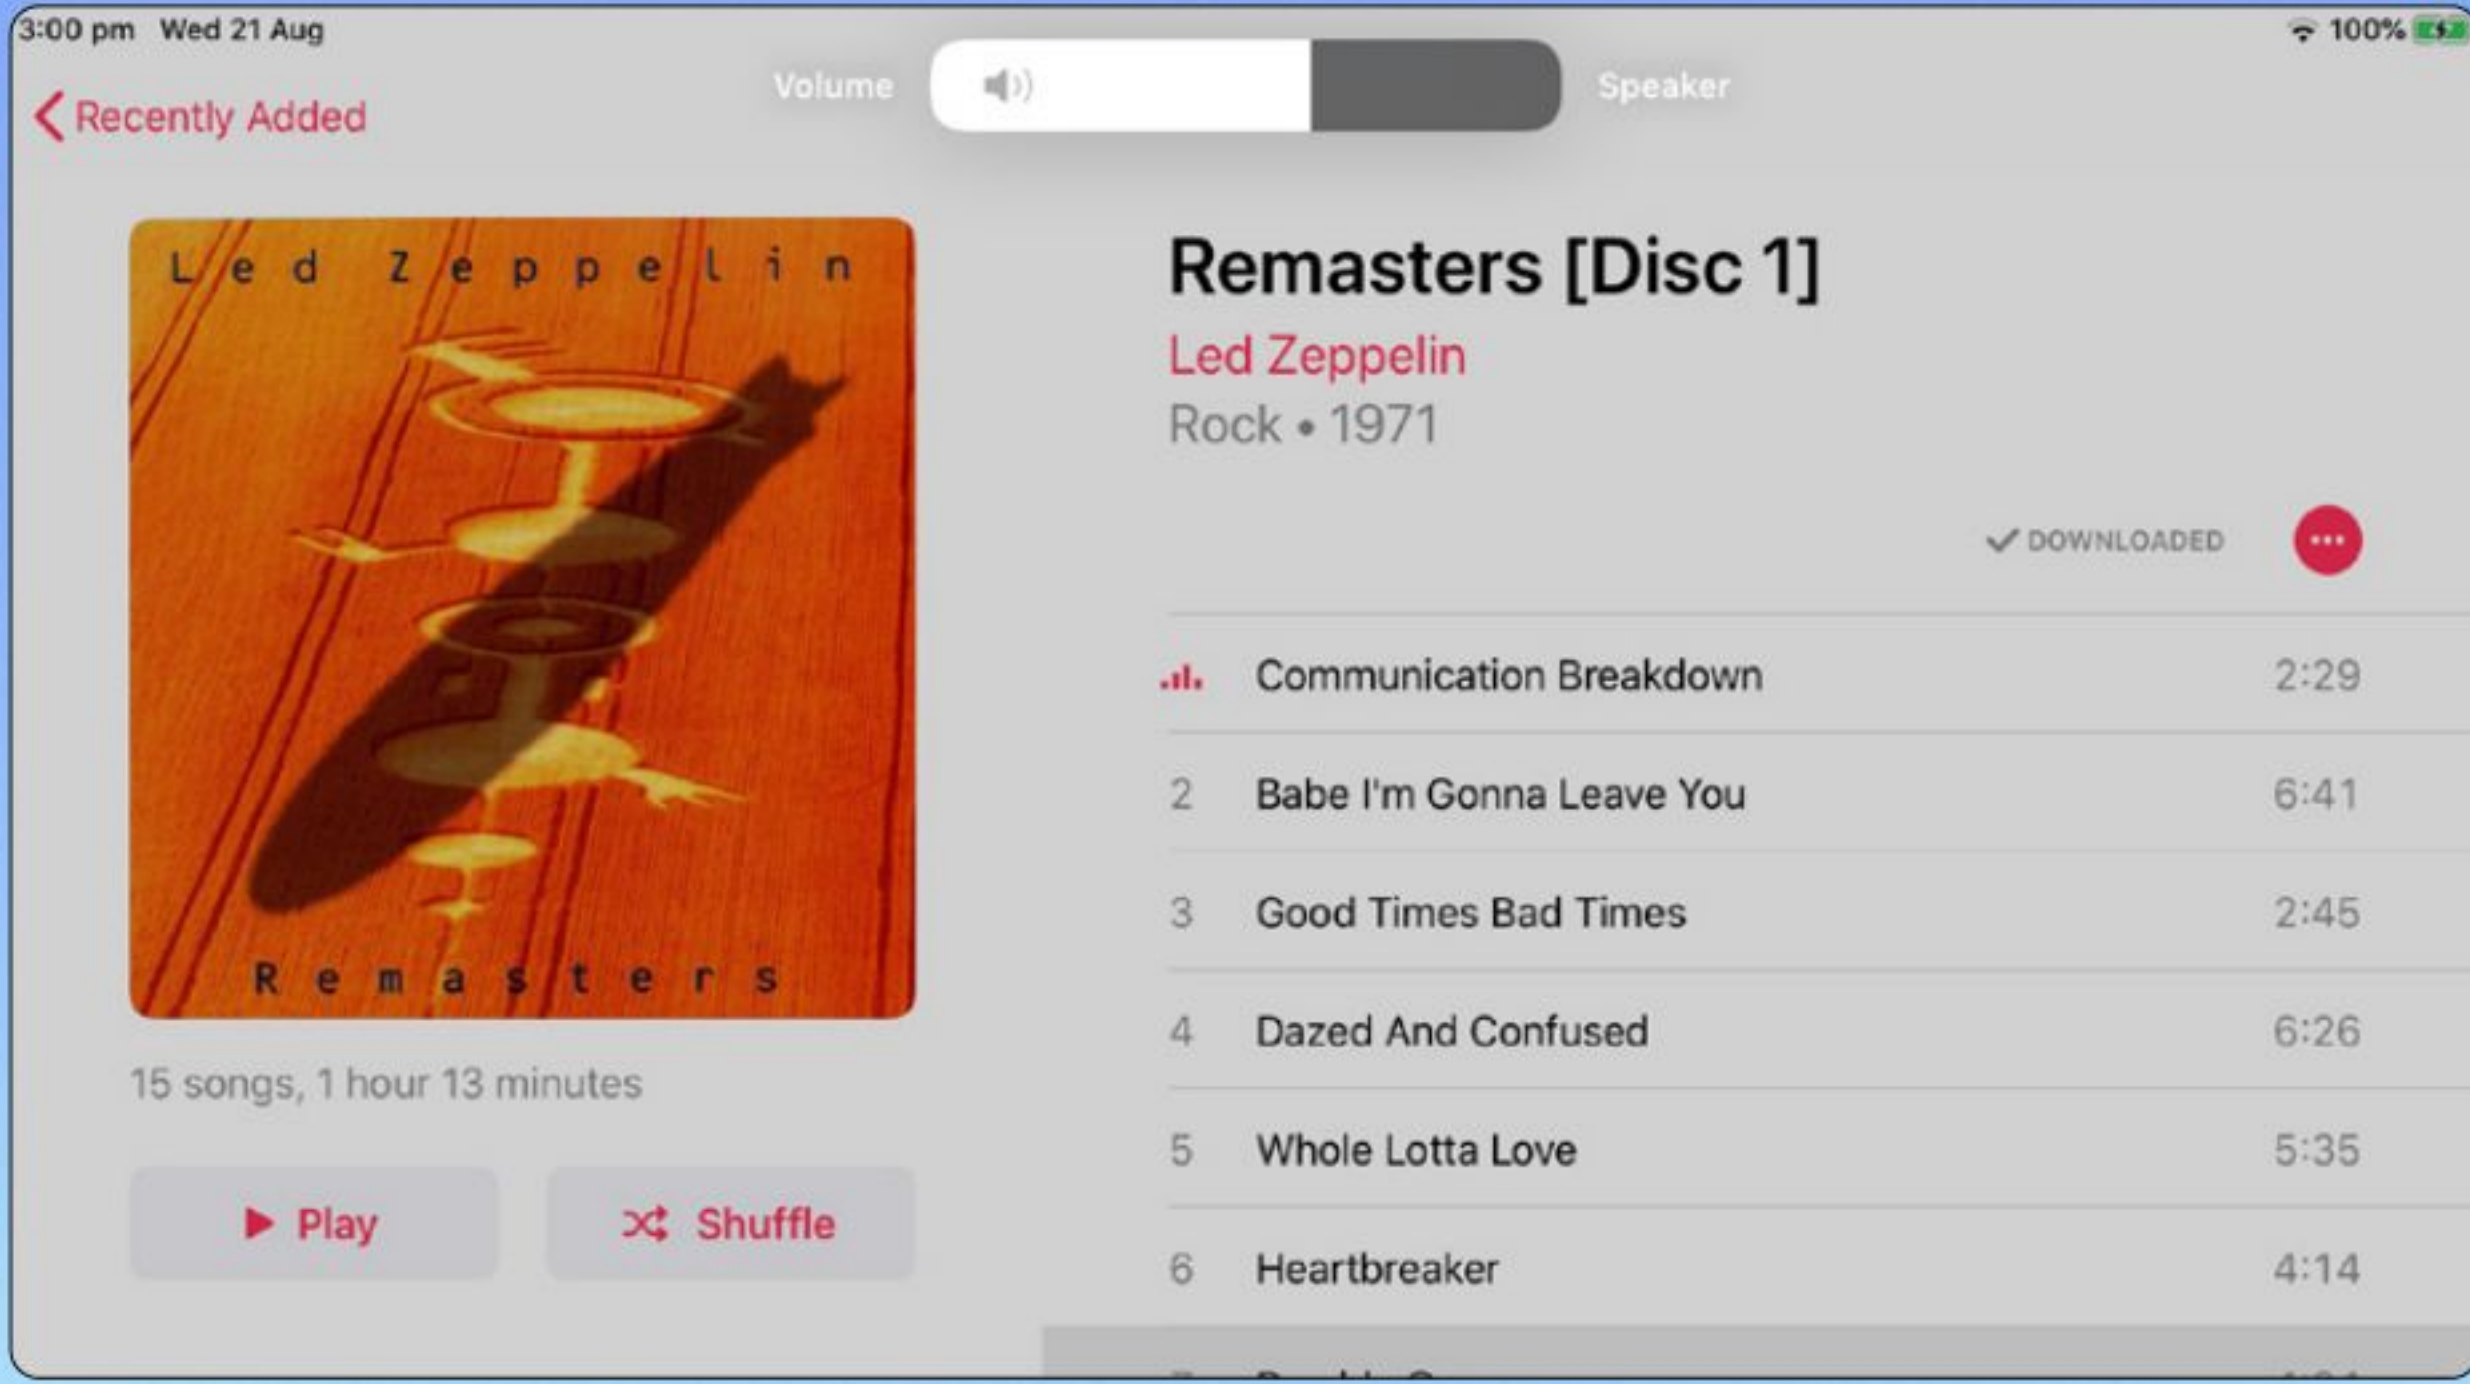 3:00 pm Wed 21 Aug
100%
Volume
Speaker
Recently Added
Led Zeppelin
Remasters
15 songs, 1 hour 13 minutes
Play
Shuffle
Remasters [Disc 1]
Led Zeppelin
Rock • 1971
DOWNLOADED
Communication Breakdown 2:29
2 Babe I'm Gonna Leave You 6:41
3 Good Times Bad Times 2:45
4 Dazed And Confused 6:26
5 Whole Lotta Love 5:35
6 Heartbreaker 4:14